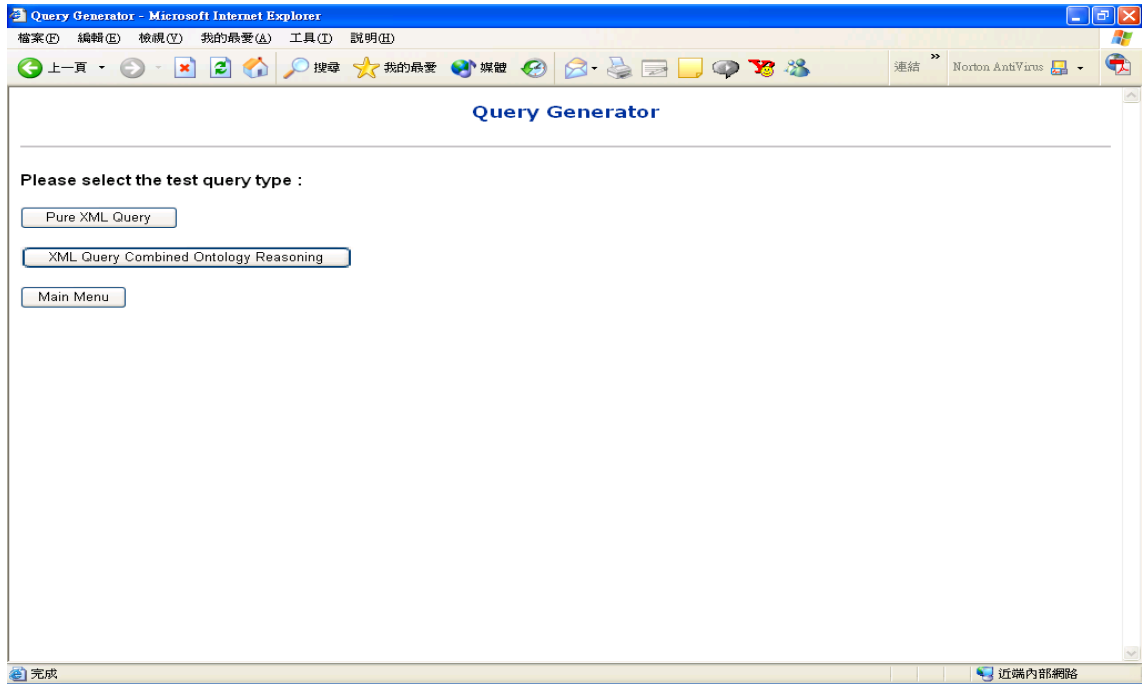 Query Generator - Microsoft Internet Explorer
檔案(F) 編輯(E) 檢視(V) 我的最愛(A) 工具(T) 說明(H)
上一頁 搜尋 我的最愛 媒體 連結 » Norton AntiVirus
Query Generator
Please select the test query type :
Pure XML Query
XML Query Combined Ontology Reasoning
Main Menu
完成 近端內部網路